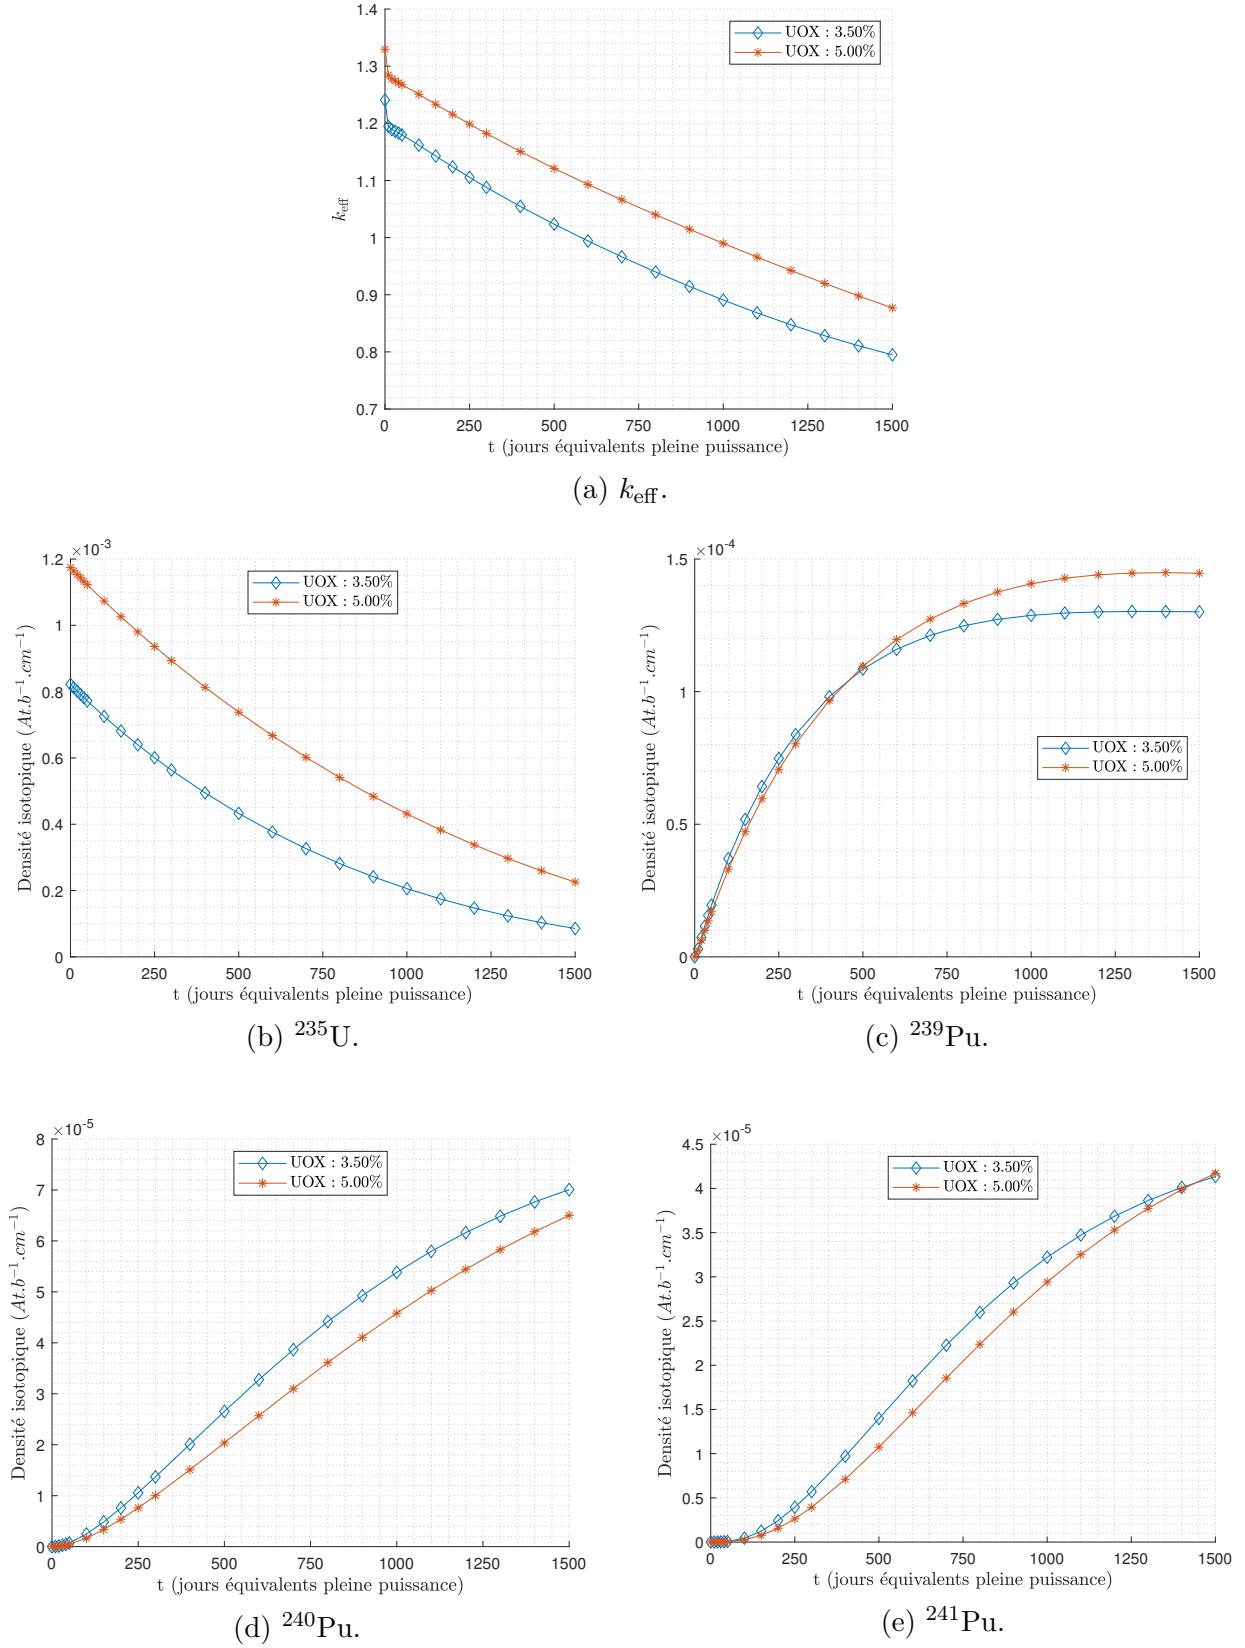 1.4
1.3
1.2
1.1
1
0.9
0.8
0.7
k_eff
UOX : 3.50%
UOX : 5.00%
0 250 500 750 1000 1250 1500
t (jours équivalents pleine puissance)
(a) k_eff.
×10^-3
1.2
1
0.8
0.6
0.4
0.2
0
Densité isotopique (At.b^−1.cm^−1)
UOX : 3.50%
UOX : 5.00%
0 250 500 750 1000 1250 1500
t (jours équivalents pleine puissance)
(b) ^235U.
×10^-4
1.5
1
0.5
0
Densité isotopique (At.b^−1.cm^−1)
UOX : 3.50%
UOX : 5.00%
0 250 500 750 1000 1250 1500
t (jours équivalents pleine puissance)
(c) ^239Pu.
×10^-5
8
7
6
5
4
3
2
1
0
Densité isotopique (At.b^−1.cm^−1)
UOX : 3.50%
UOX : 5.00%
0 250 500 750 1000 1250 1500
t (jours équivalents pleine puissance)
(d) ^240Pu.
×10^-5
4.5
4
3.5
3
2.5
2
1.5
1
0.5
0
Densité isotopique (At.b^−1.cm^−1)
UOX : 3.50%
UOX : 5.00%
0 250 500 750 1000 1250 1500
t (jours équivalents pleine puissance)
(e) ^241Pu.